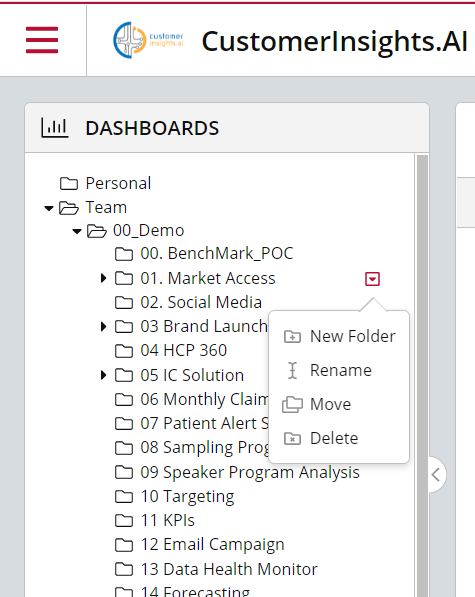 customer
insights.ai
CustomerInsights.AI
DASHBOARDS
Personal
Team
00_Demo
00. BenchMark_POC
01. Market Access
02. Social Media
03 Brand Launch
04 HCP 360
05 IC Solution
06 Monthly Claim
07 Patient Alert S
08 Sampling Prog
09 Speaker Program Analysis
10 Targeting
11 KPIs
12 Email Campaign
13 Data Health Monitor
14 Forecasting
New Folder
Rename
Move
Delete